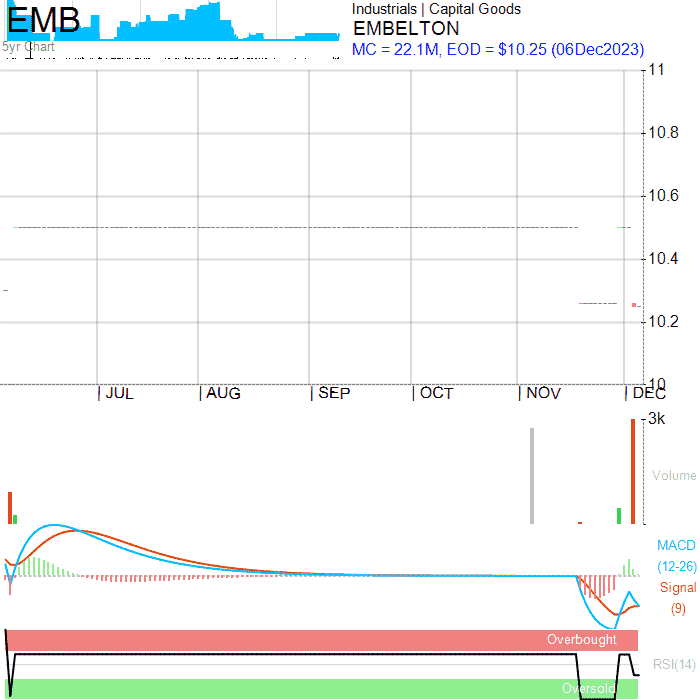 EMB
5yr Chart
Industrials | Capital Goods
EMBELTON
MC = 22.1M, EOD = $10.25 (06Dec2023)
11
10.8
10.6
10.4
10.2
10
JUL AUG SEP OCT NOV DEC
3k
Volume
MACD
(12-26)
Signal
(9)
Overbought
RSI(14)
Oversold